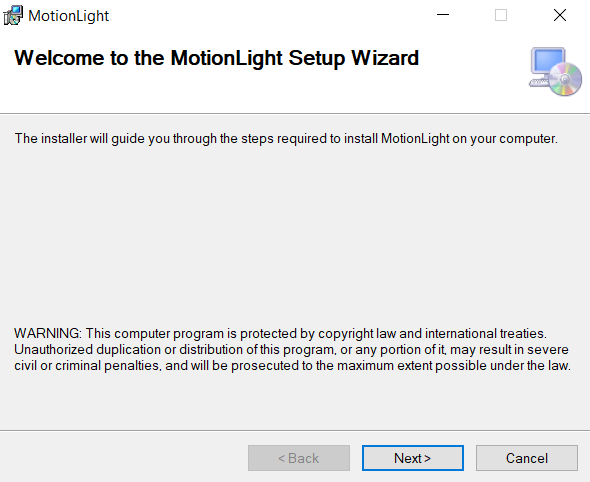 MotionLight
Welcome to the MotionLight Setup Wizard
The installer will guide you through the steps required to install MotionLight on your computer.
WARNING: This computer program is protected by copyright law and international treaties.
Unauthorized duplication or distribution of this program, or any portion of it, may result in severe
civil or criminal penalties, and will be prosecuted to the maximum extent possible under the law.
< Back
Next >
Cancel